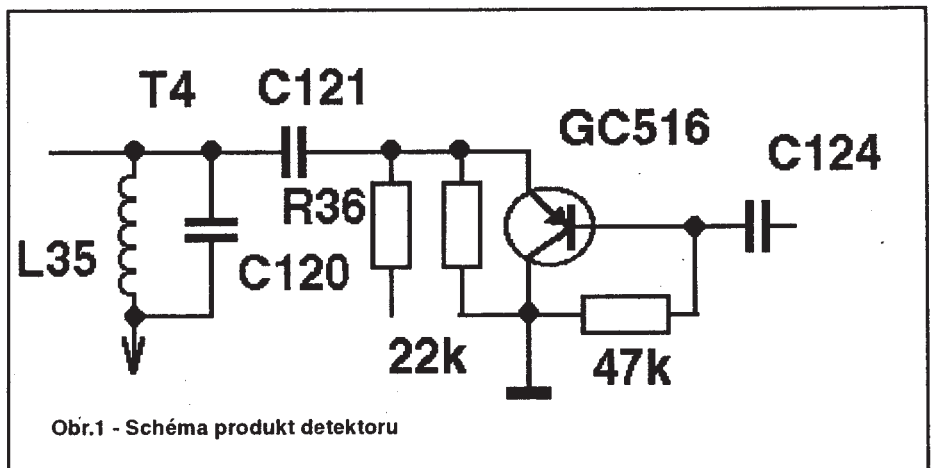 T4
C121
GC516
C124
R36
L35
C120
22k
47k
Obr.1 - Schéma produkt detektoru